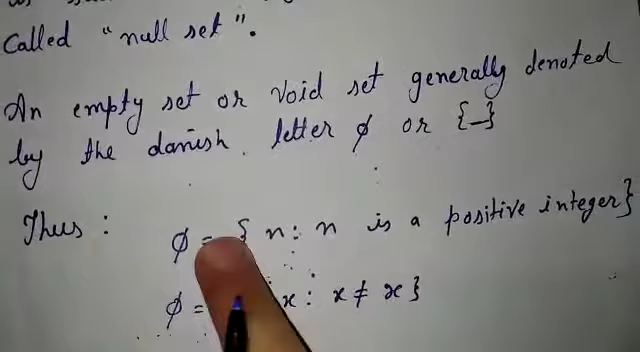 Called "null set".
An empty set or void set generally denoted
by the danish. letter ϕ or {_}
Thus : ϕ = { n: n is a positive integer}
ϕ = x: x ≠ x }